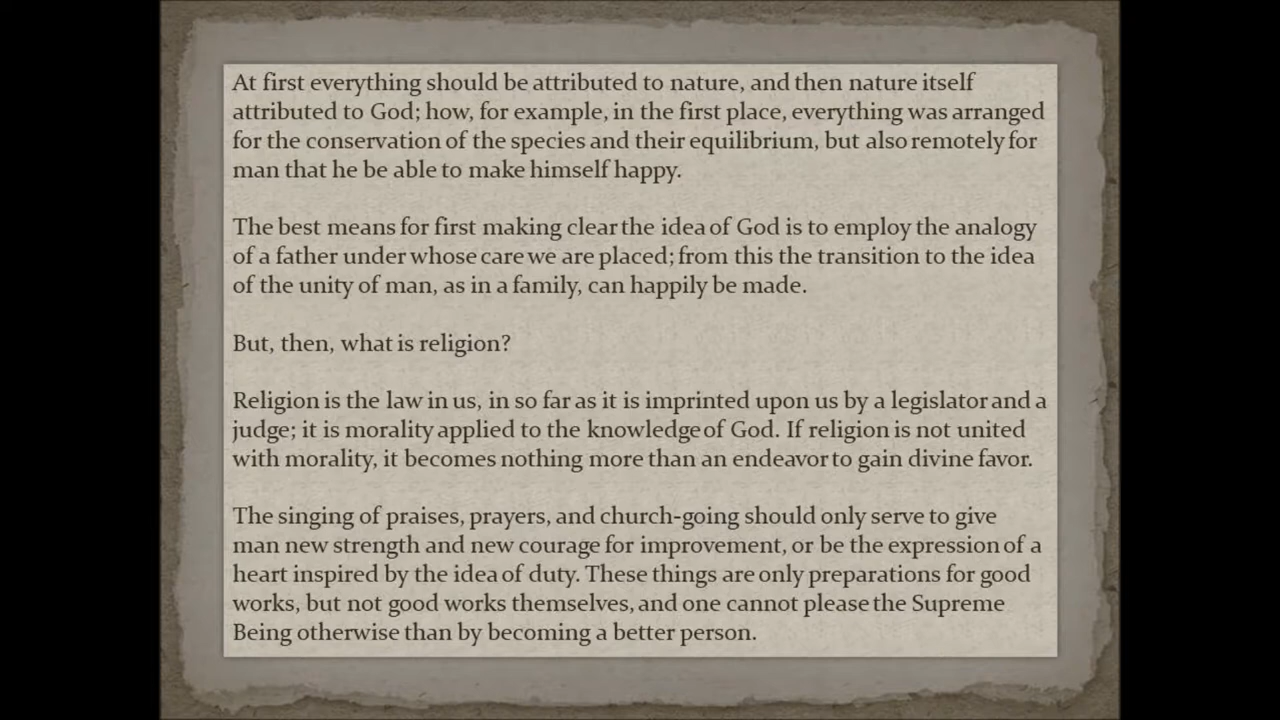 At first everything should be attributed to nature, and then nature itself
attributed to God; how, for example, in the first place, everything was arranged
for the conservation of the species and their equilibrium, but also remotely for
man that he be able to make himself happy.
The best means for first making clear the idea of God is to employ the analogy
of a father under whose care we are placed; from this the transition to the idea
of the unity of man, as in a family, can happily be made.
But, then, what is religion?
Religion is the law in us, in so far as it is imprinted upon us by a legislator and a
judge; it is morality applied to the knowledge of God. If religion is not united
with morality, it becomes nothing more than an endeavor to gain divine favor.
The singing of praises, prayers, and church-going should only serve to give
man new strength and new courage for improvement, or be the expression of a
heart inspired by the idea of duty. These things are only preparations for good
works, but not good works themselves, and one cannot please the Supreme
Being otherwise than by becoming a better person.